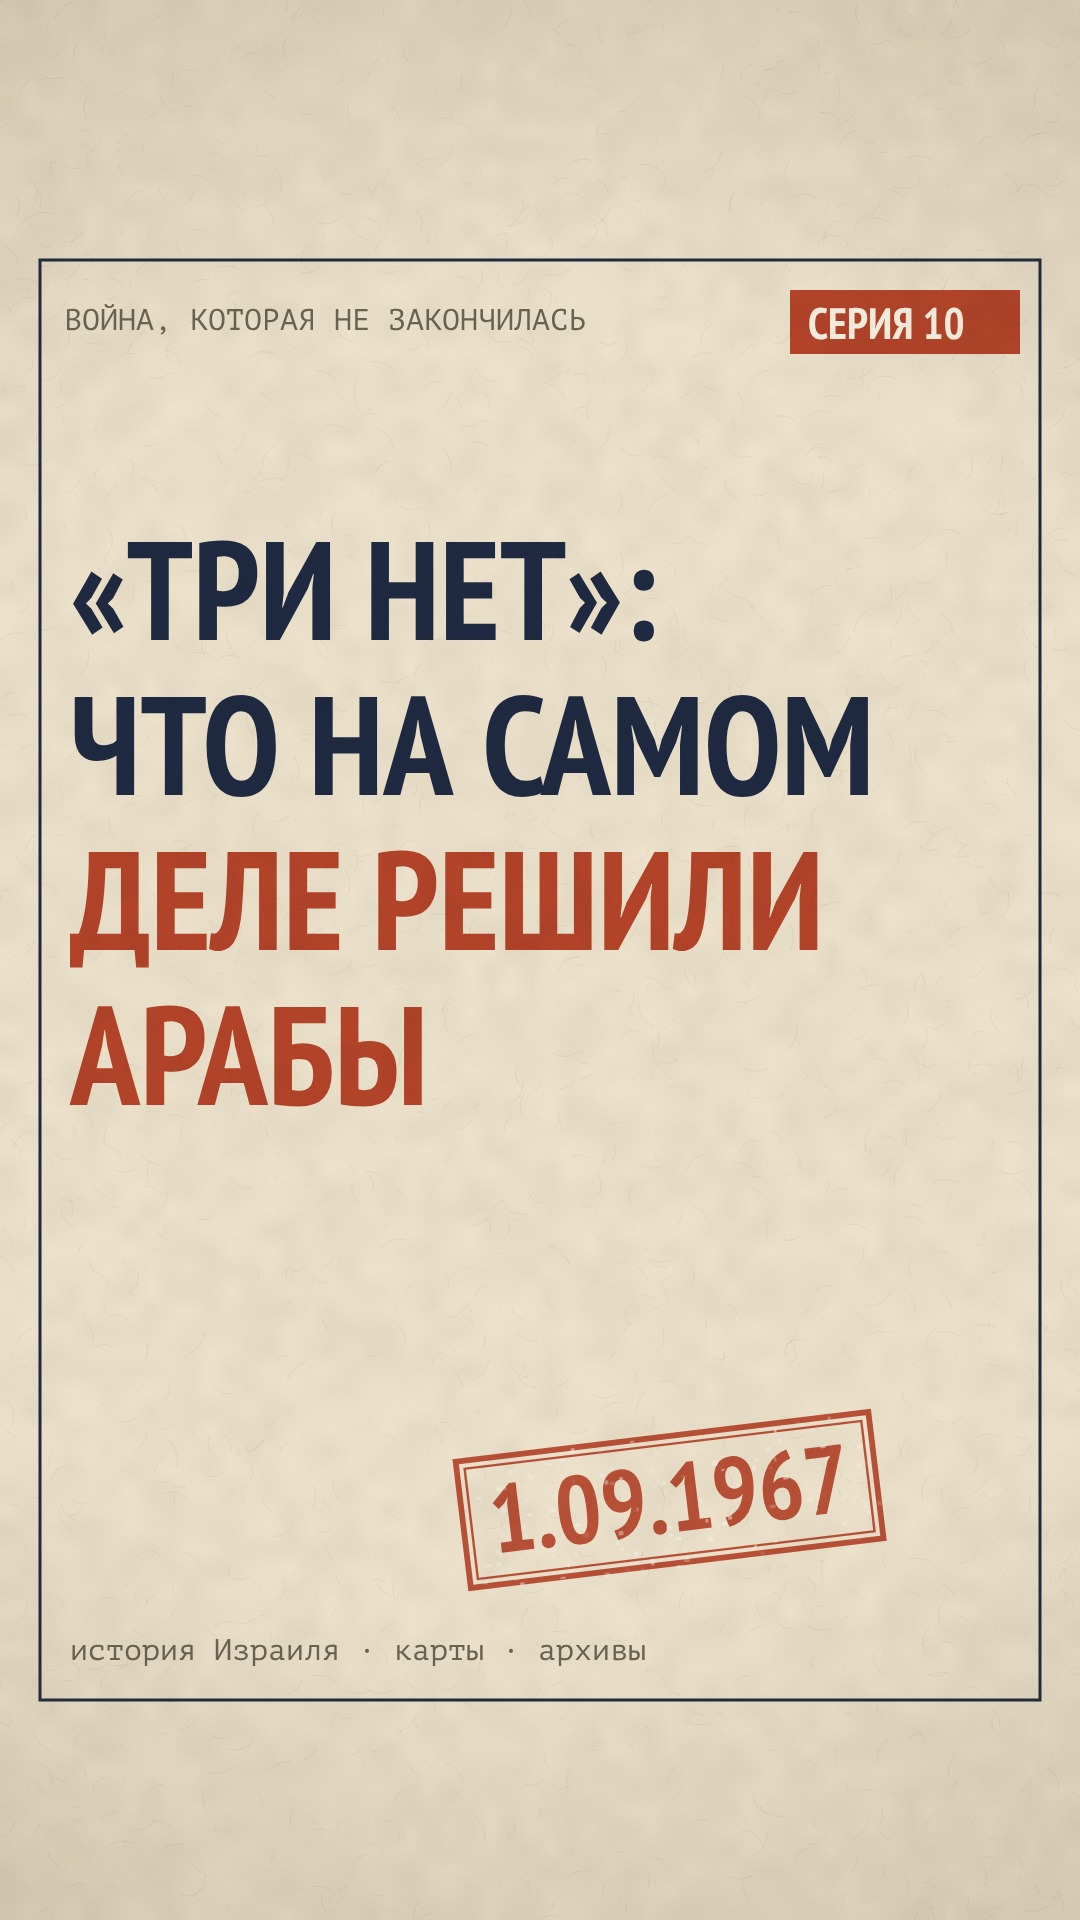 ВОЙНА, КОТОРАЯ НЕ ЗАКОНЧИЛАСЬ
СЕРИЯ 10
«ТРИ НЕТ»:
ЧТО НА САМОМ
ДЕЛЕ РЕШИЛИ
АРАБЫ
1.09.1967
история Израиля · карты · архивы